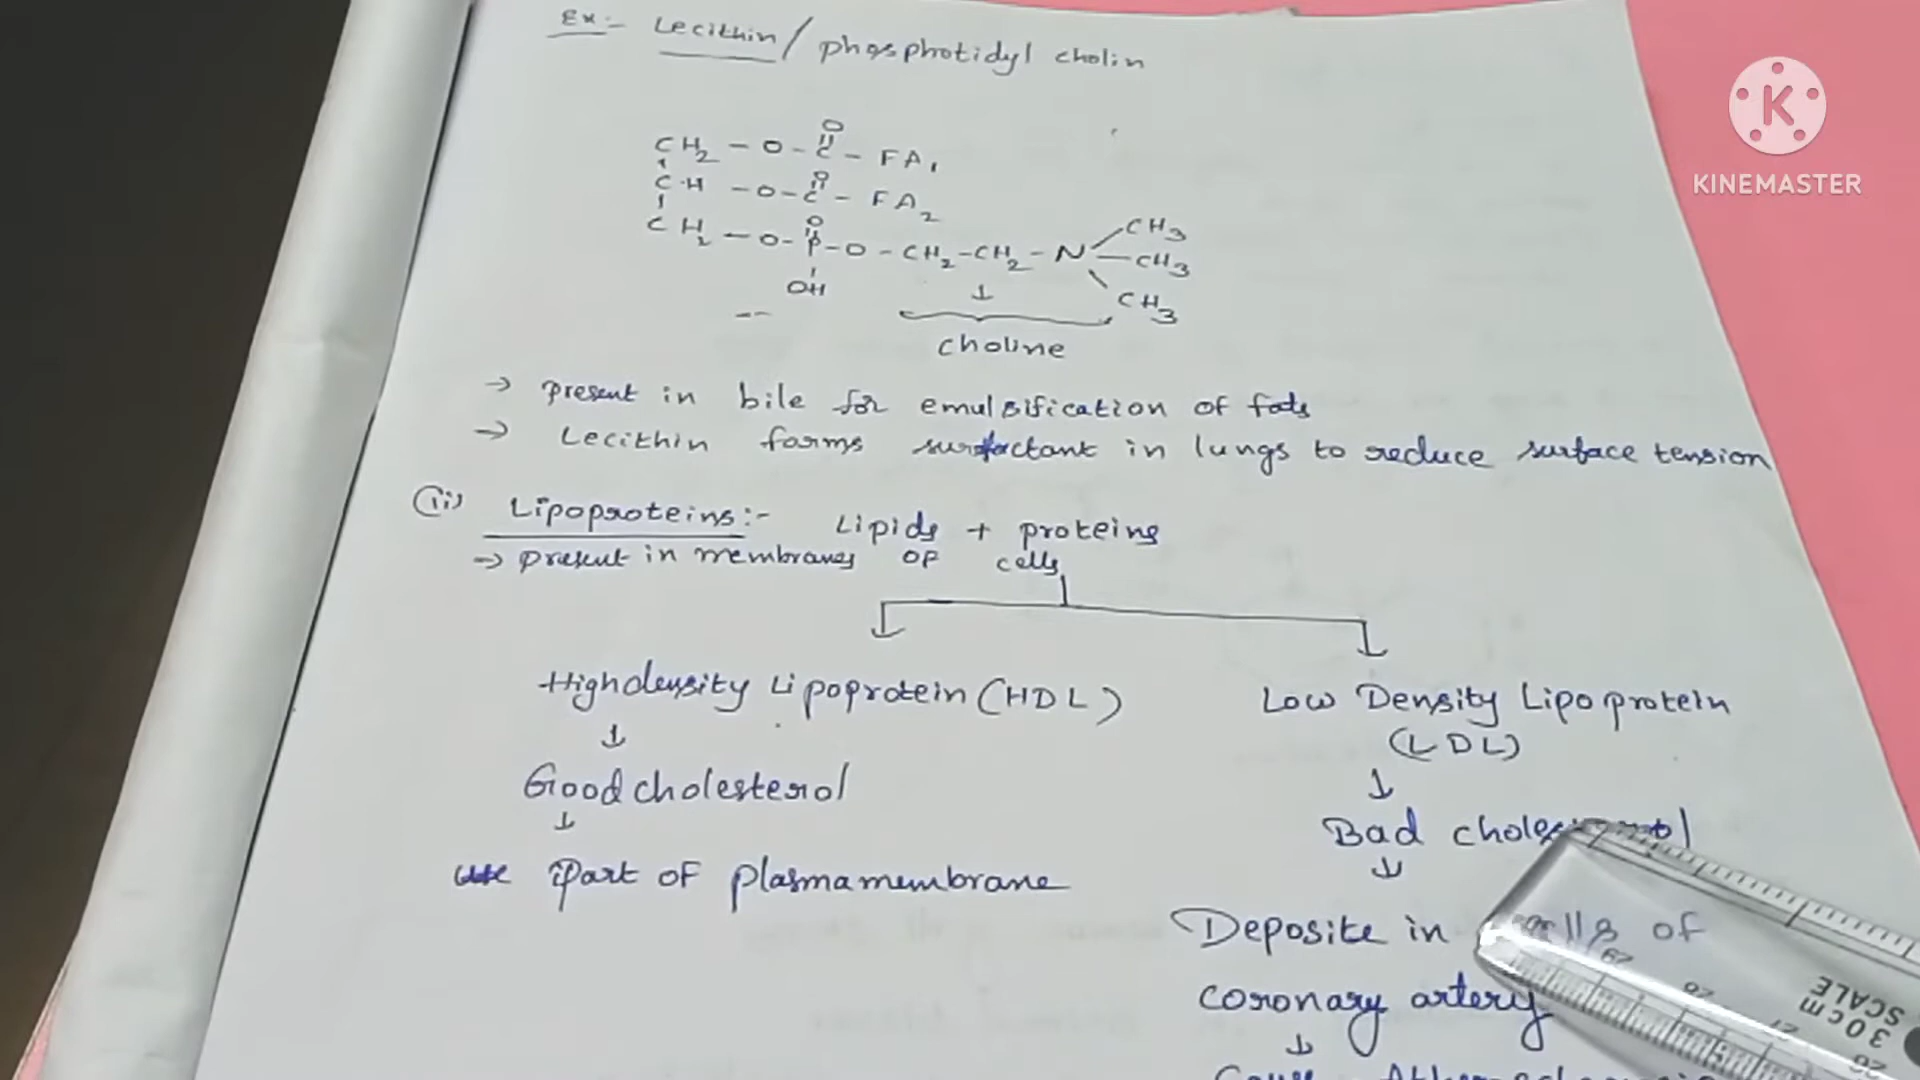 Ex:- Lecithin / phosphotidyl cholin
K
KINEMASTER
CH2 - O - C - FA1
O
CH - O - C - FA2
O
CH2 - O - P - O - CH2 - CH2 - N
O
OH
CH3
CH3
CH3
choline
→ present in bile for emulsification of fats
→ Lecithin forms surfactant in lungs to reduce surface tension
(ii) Lipoproteins:- Lipids + proteins
→ present in membranes of cells
High density Lipoprotein (HDL)
Low Density Lipoprotein
(LDL)
Good cholesterol
Bad cholesterol
Part of plasmamembrane
Deposite in walls of
coronary artery
30cm
SCALE
29